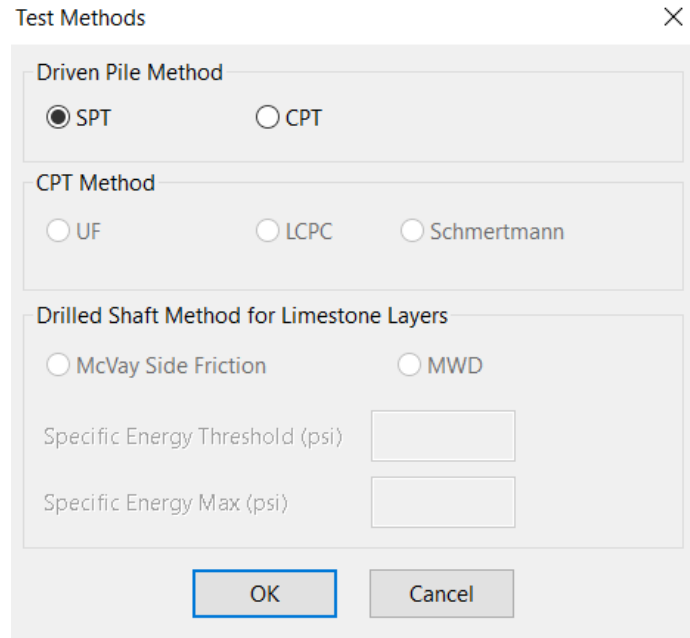 Test Methods
Driven Pile Method
SPT CPT
CPT Method
UF LCPC Schmertmann
Drilled Shaft Method for Limestone Layers
McVay Side Friction MWD
Specific Energy Threshold (psi)
Specific Energy Max (psi)
OK Cancel